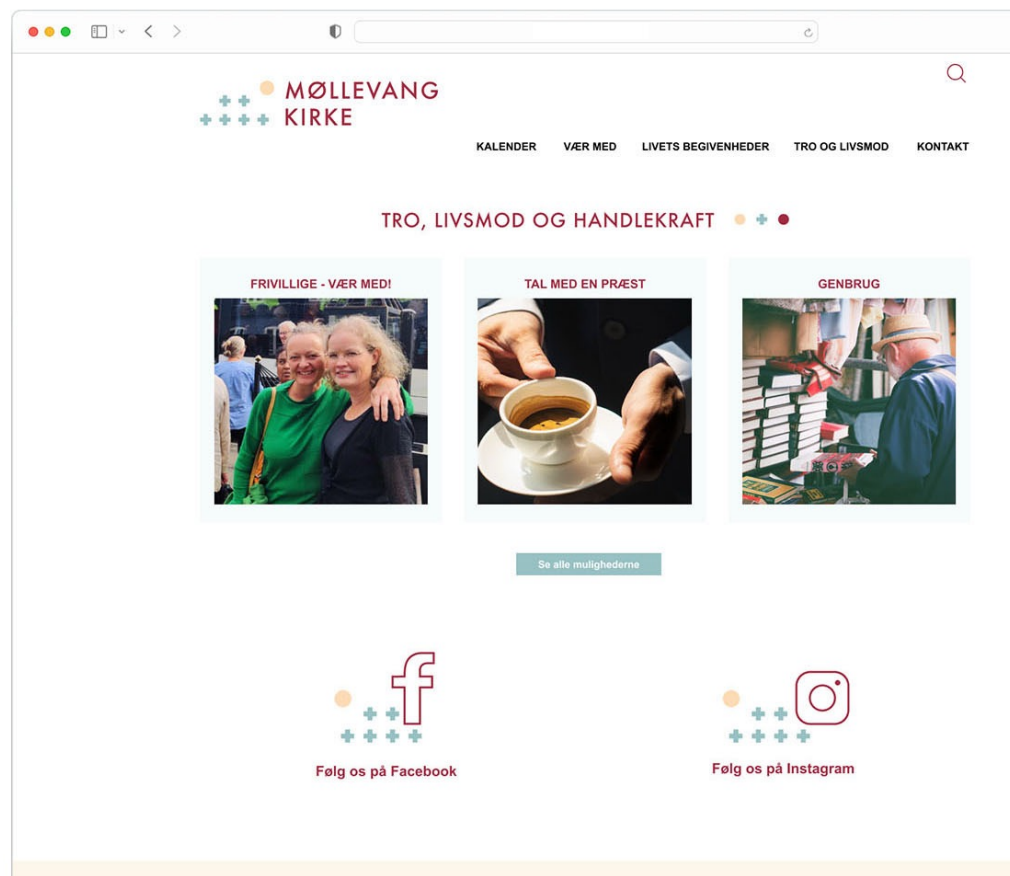 MØLLEVANG
KIRKE
KALENDER VÆR MED LIVETS BEGIVENHEDER TRO OG LIVSMOD KONTAKT
TRO, LIVSMOD OG HANDLEKRAFT
FRIVILLIGE - VÆR MED! TAL MED EN PRÆST GENBRUG
Se alle mulighederne
Følg os på Facebook Følg os på Instagram